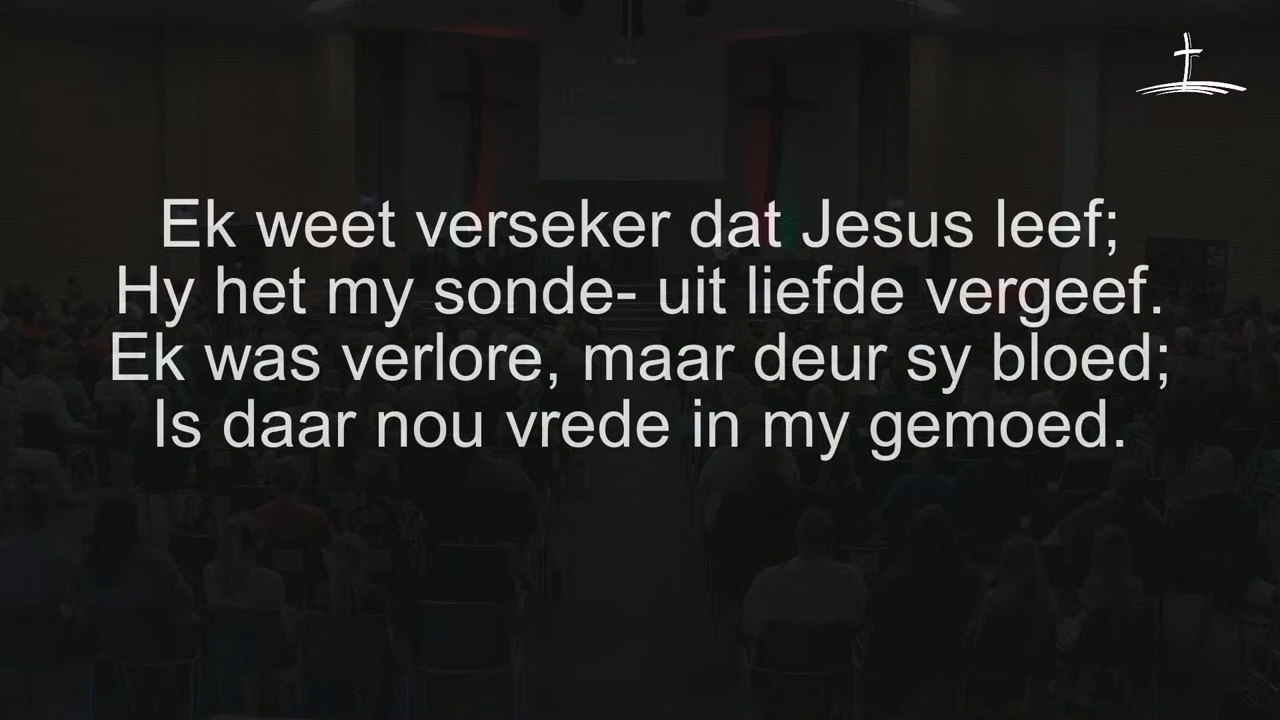 Ek weet verseker dat Jesus leef;
Hy het my sonde- uit liefde vergeef.
Ek was verlore, maar deur sy bloed;
Is daar nou vrede in my gemoed.